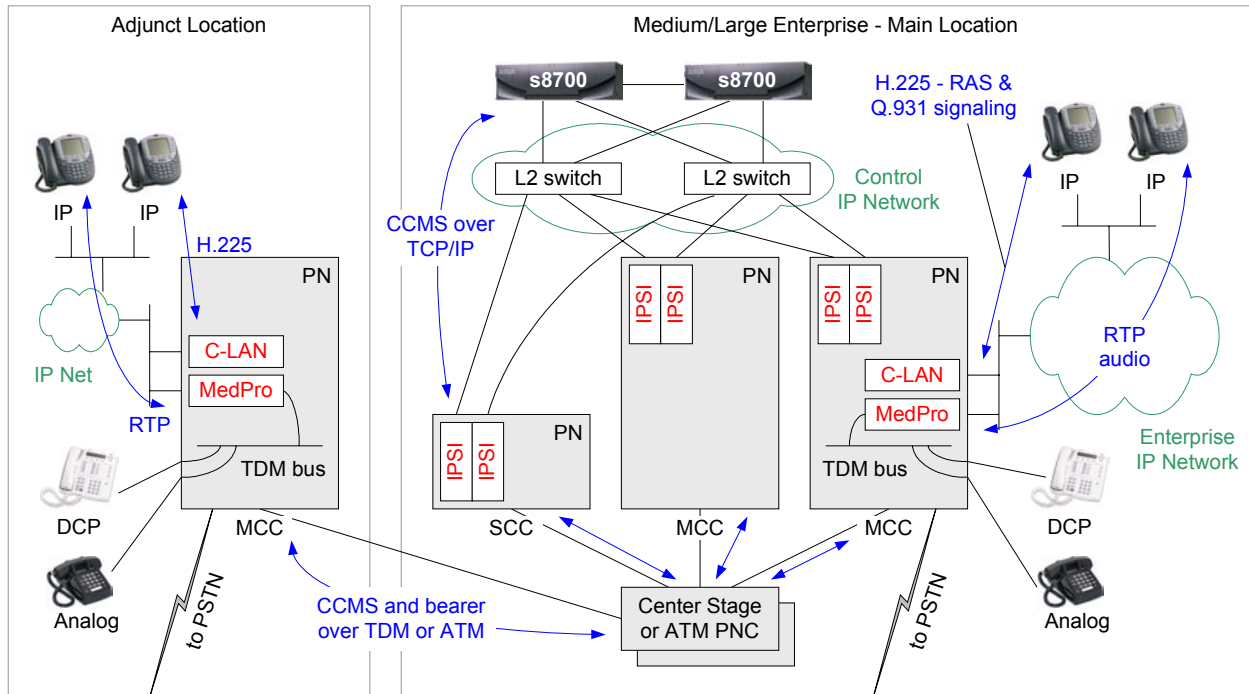 Adjunct Location
Medium/Large Enterprise - Main Location
s8700
s8700
H.225 - RAS &
Q.931 signaling
L2 switch
L2 switch
Control
IP Network
IP
IP
IP
IP
CCMS over
TCP/IP
H.225
PN
PN
PN
IPSI
IPSI
IPSI
IPSI
RTP
audio
C-LAN
MedPro
IP Net
RTP
C-LAN
MedPro
PN
IPSI
IPSI
Enterprise
IP Network
TDM bus
TDM bus
DCP
MCC
SCC
MCC
MCC
DCP
Analog
to PSTN
CCMS and bearer
over TDM or ATM
Center Stage
or ATM PNC
to PSTN
Analog